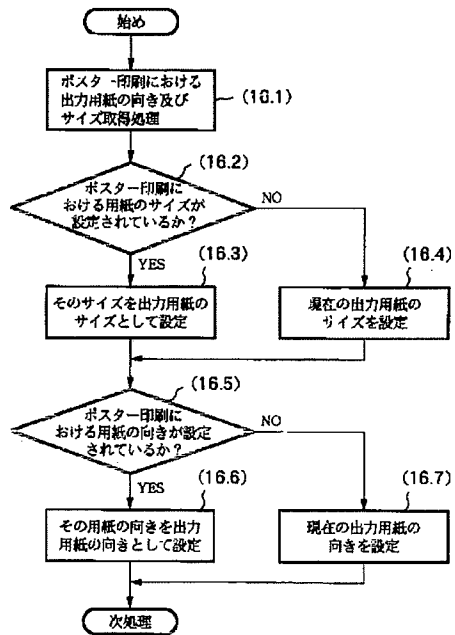 始め
ポスター印刷における
出力用紙の向き及び
サイズ取得処理
(16.1)
(16.2)
ポスター印刷に
おける用紙のサイズが
設定されているか?
NO
YES
(16.3)
(16.4)
そのサイズを出力用紙の
サイズとして設定
現在の出力用紙の
サイズを設定
(16.5)
ポスター印刷に
おける用紙の向きが設定
されているか?
NO
YES
(16.6)
(16.7)
その用紙の向きを出力
用紙の向きとして設定
現在の出力用紙の
向きを設定
次処理